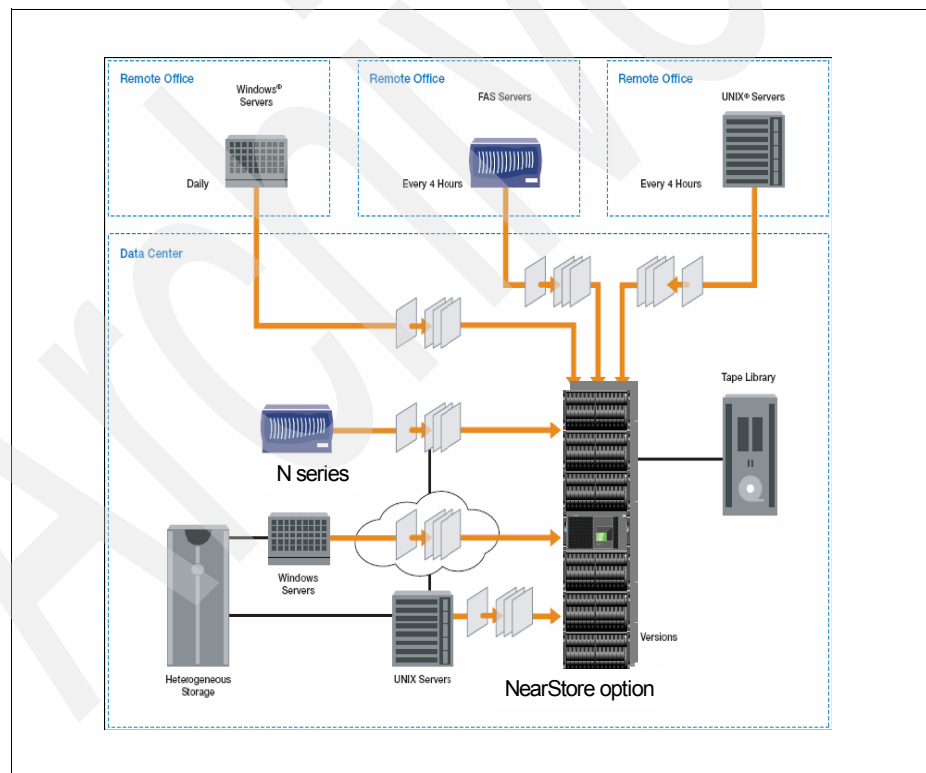 Remote Office
Windows®
Servers
Daily
Remote Office
FAS Servers
Every 4 Hours
Remote Office
UNIX® Servers
Every 4 Hours
Data Center
Tape Library
N series
Windows
Servers
Heterogeneous
Storage
UNIX Servers
Versions
NearStore option
Archive